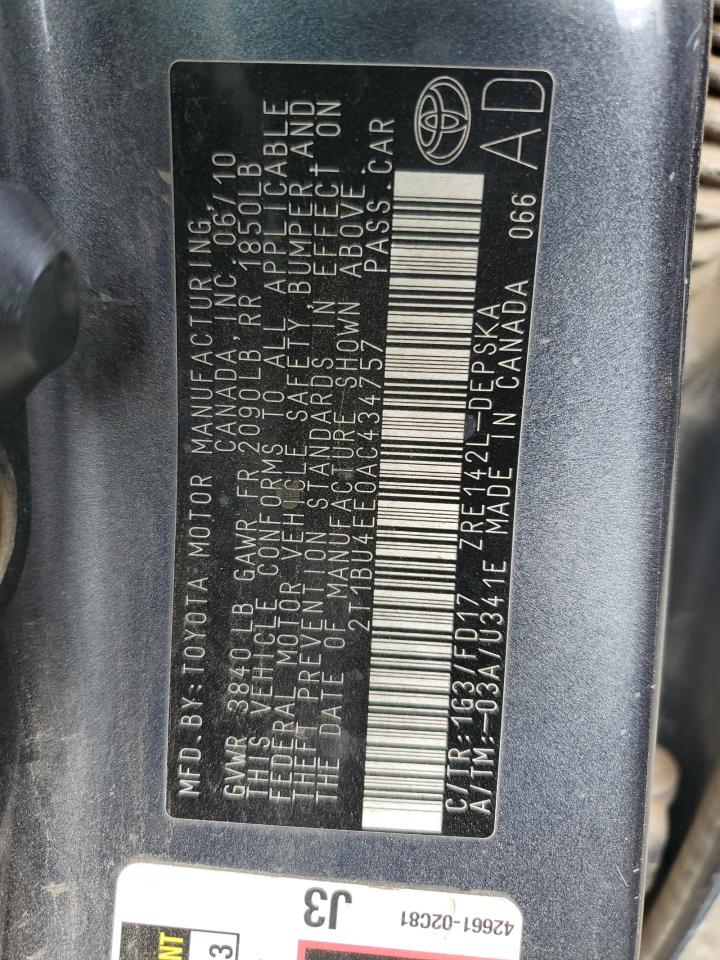 MFD.BY:TOYOTA MOTOR MANUFACTURING
CANADA, INC. 06/10
GVWR 3840 LB GAWR FR 2090LB, RR 1850LB
THIS VEHICLE CONFORMS TO ALL APPLICABLE
FEDERAL MOTOR VEHICLE SAFETY,BUMPER,AND
THEFT PREVENTION STANDARDS IN EFFECT ON
THE DATE OF MANUFACTURE SHOWN ABOVE.
2T1BU4EE0AC434757 PASS.CAR
C/TR:1G3/FD17 ZRE142L-DEPSKA
A/TM:-03A/U341E MADE IN CANADA 066
AD
J3
42661-02C81
3